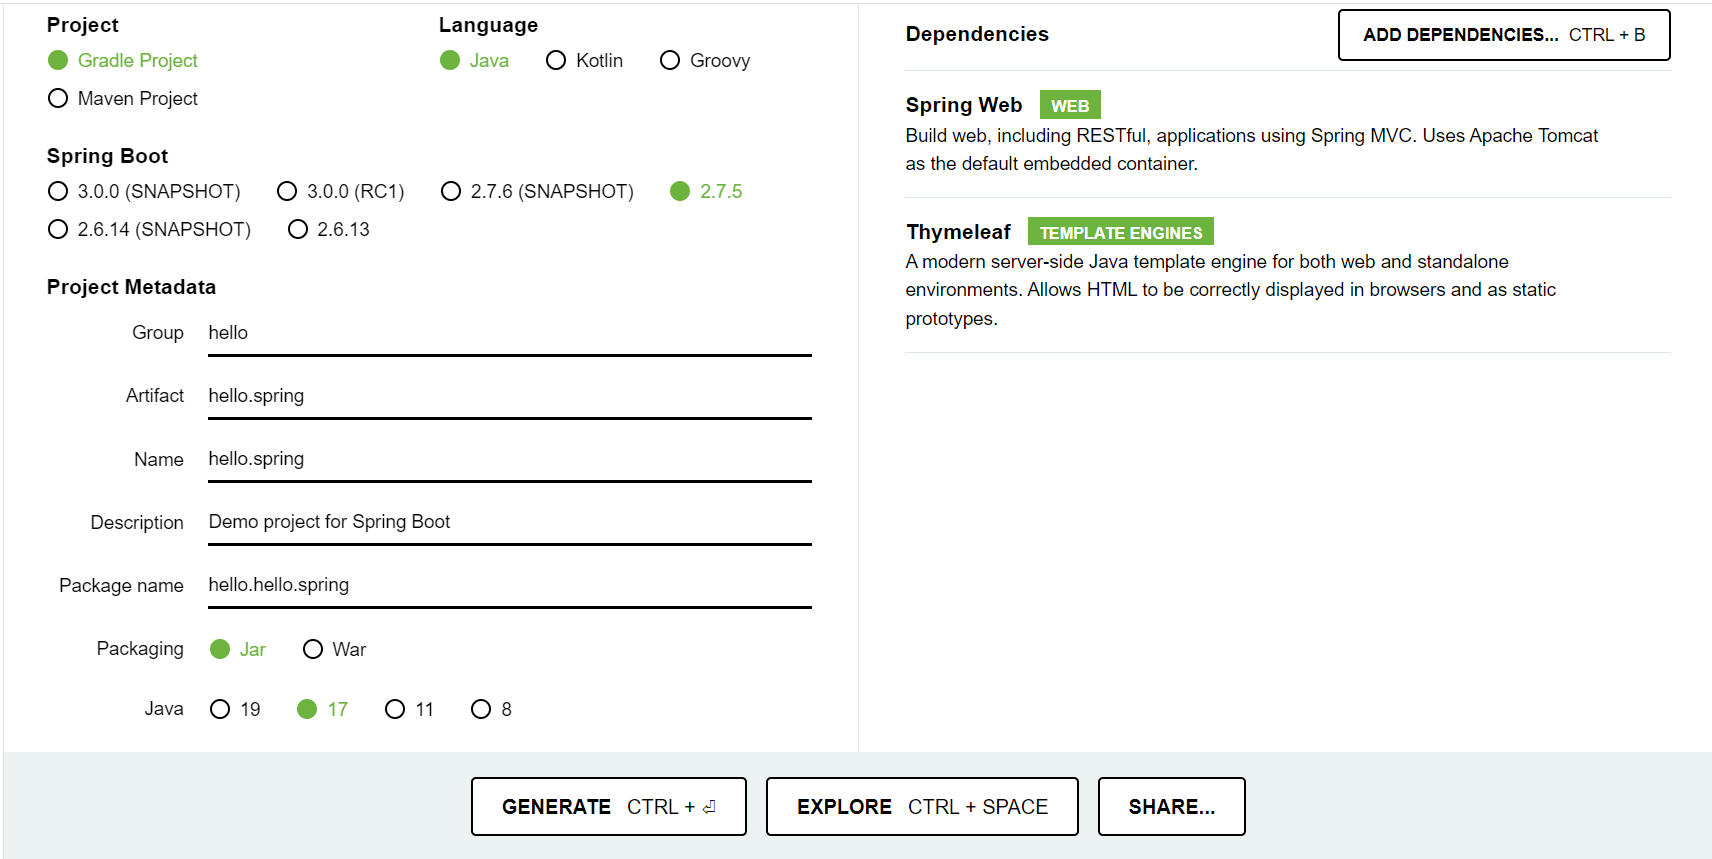 Project
Gradle Project
Maven Project
Language
Java Kotlin Groovy
Spring Boot
3.0.0 (SNAPSHOT) 3.0.0 (RC1) 2.7.6 (SNAPSHOT) 2.7.5
2.6.14 (SNAPSHOT) 2.6.13
Project Metadata
Group hello
Artifact hello.spring
Name hello.spring
Description Demo project for Spring Boot
Package name hello.hello.spring
Packaging Jar War
Java 19 17 11 8
Dependencies
ADD DEPENDENCIES... CTRL + B
Spring Web WEB
Build web, including RESTful, applications using Spring MVC. Uses Apache Tomcat
as the default embedded container.
Thymeleaf TEMPLATE ENGINES
A modern server-side Java template engine for both web and standalone
environments. Allows HTML to be correctly displayed in browsers and as static
prototypes.
GENERATE CTRL + ⏎
EXPLORE CTRL + SPACE
SHARE...